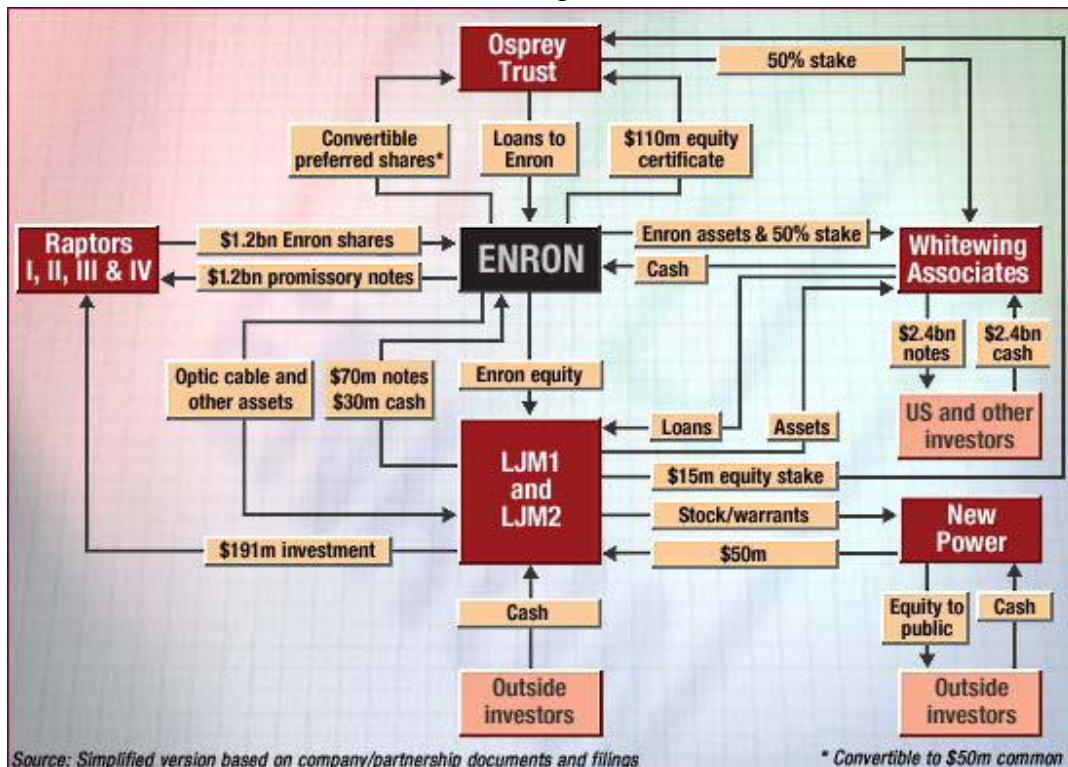 Osprey
Trust
50% stake
Convertible
preferred shares*
Loans to
Enron
$110m equity
certificate
Raptors
I, II, III & IV
$1.2bn Enron shares
$1.2bn promissory notes
ENRON
Enron assets & 50% stake
Cash
Whitewing
Associates
$2.4bn
notes
$2.4bn
cash
Optic cable and
other assets
$70m notes
$30m cash
Enron equity
US and other
investors
Loans
Assets
LJM1
and
LJM2
$15m equity stake
Stock/warrants
$50m
New
Power
$191m investment
Cash
Equity to
public
Cash
Outside
investors
Outside
investors
Source: Simplified version based on company/partnership documents and filings
* Convertible to $50m common